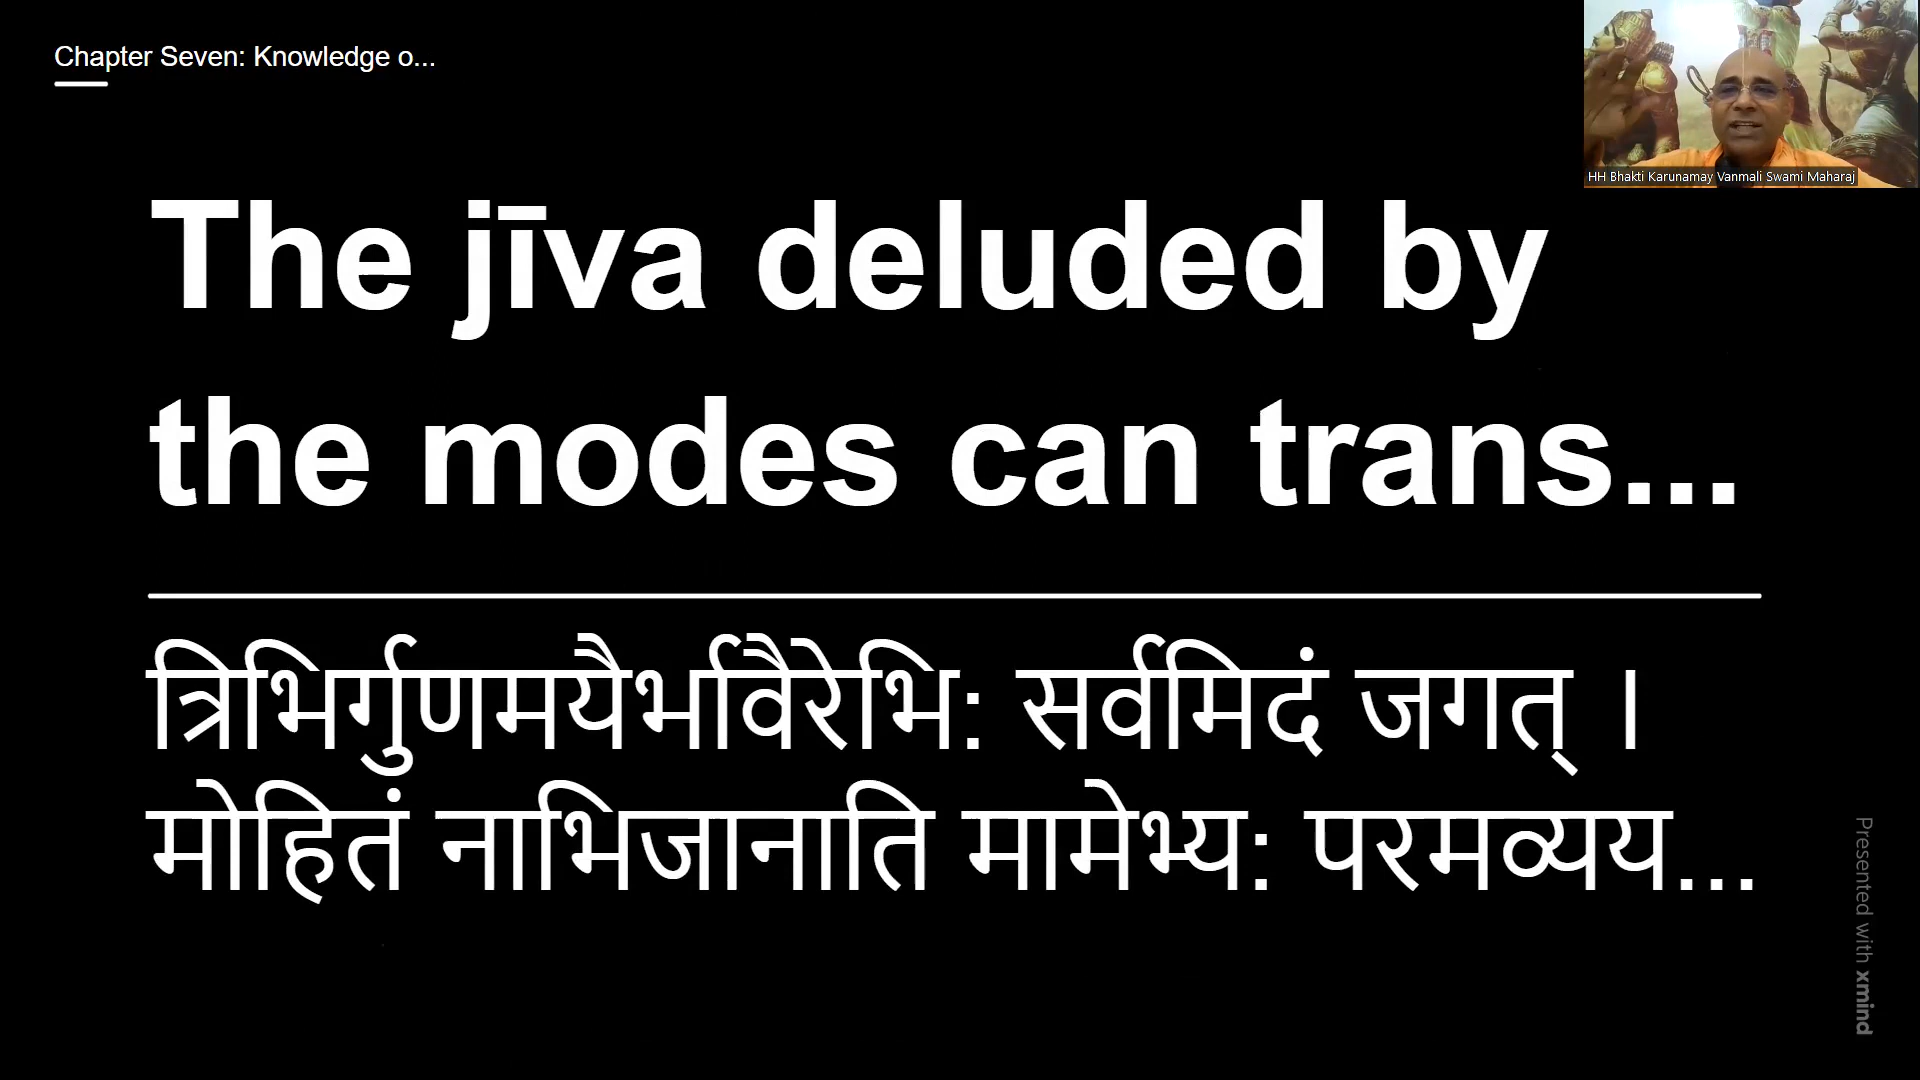 Chapter Seven: Knowledge o...
HH Bhakti Karunamay Vanmali Swami Maharaj
The jīva deluded by
the modes can trans...
त्रिभिर्गुणमयैर्भावैरेभि: सर्वमिदं जगत् ।
मोहितं नाभिजानाति मामेभ्य: परमव्यय...
Presented with xmind